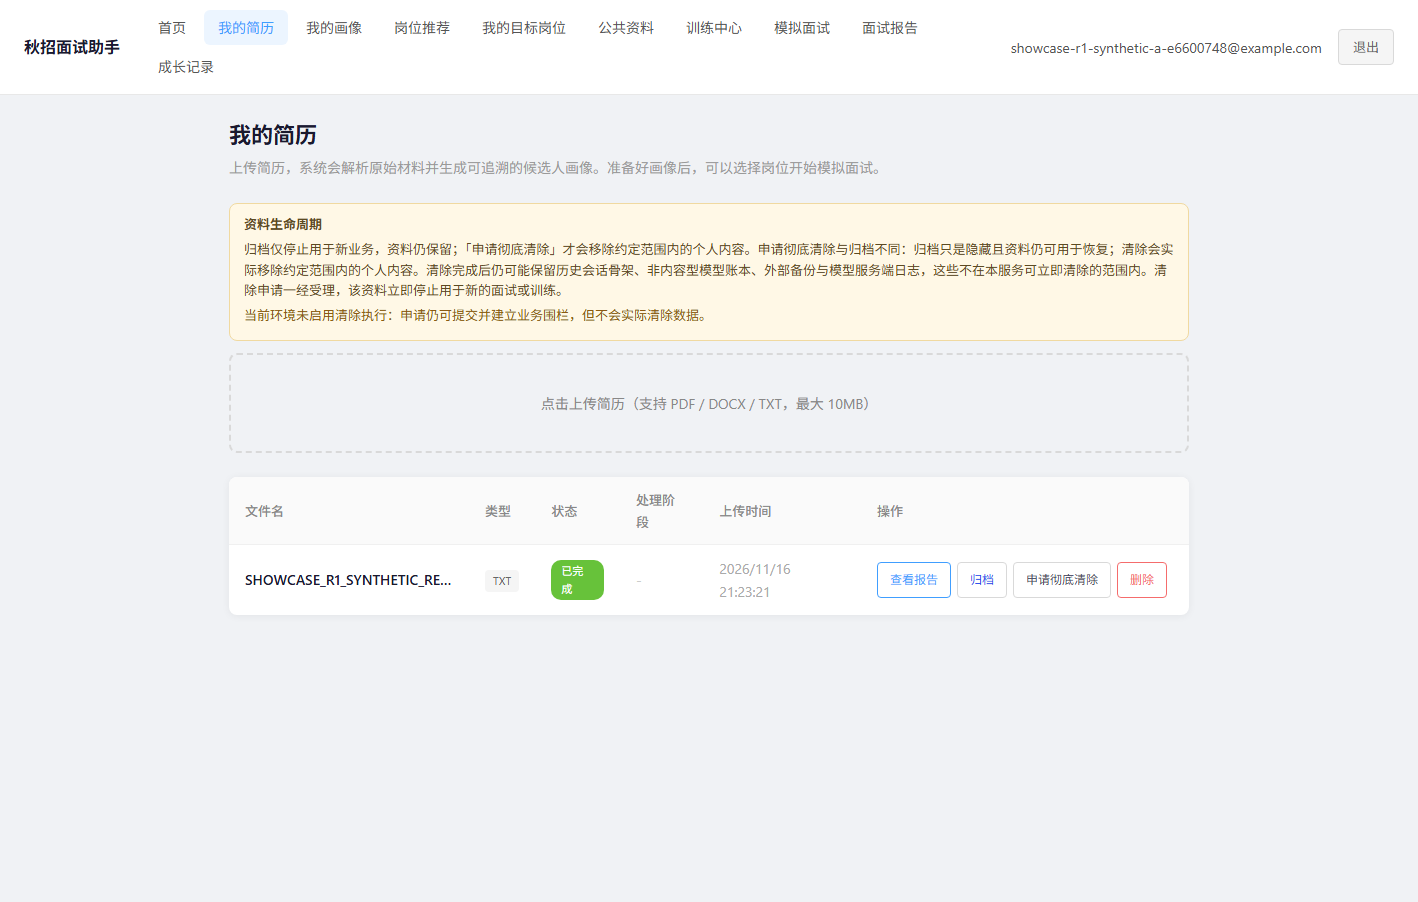 秋招面试助手
首页
我的简历
我的画像
岗位推荐
我的目标岗位
公共资料
训练中心
模拟面试
面试报告
成长记录
showcase-r1-synthetic-a-e6600748@example.com
退出
我的简历
上传简历，系统会解析原始材料并生成可追溯的候选人画像。准备好画像后，可以选择岗位开始模拟面试。
资料生命周期
归档仅停止用于新业务，资料仍保留；「申请彻底清除」才会移除约定范围内的个人内容。申请彻底清除与归档不同：归档只是隐藏且资料仍可用于恢复；清除会实
际移除约定范围内的个人内容。清除完成后仍可能保留历史会话骨架、非内容型模型账本、外部备份与模型服务端日志，这些不在本服务可立即清除的范围内。清
除申请一经受理，该资料立即停止用于新的面试或训练。
当前环境未启用清除执行：申请仍可提交并建立业务围栏，但不会实际清除数据。
点击上传简历（支持 PDF / DOCX / TXT，最大 10MB）
文件名
类型
状态
处理阶
段
上传时间
操作
SHOWCASE_R1_SYNTHETIC_RE...
TXT
已完
成
-
2026/11/16
21:23:21
查看报告
归档
申请彻底清除
删除